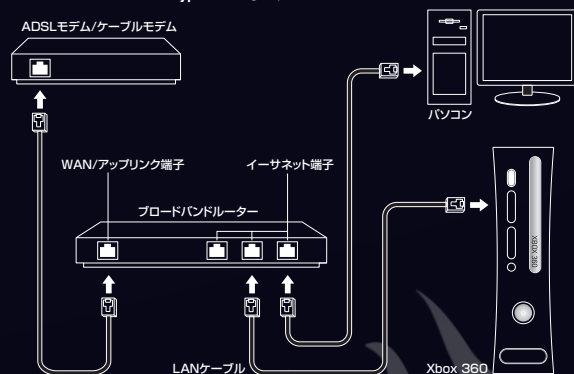 ADSLモデム/ケーブルモデム
パソコン
WAN/アップリンク端子
イーサネット端子
ブロードバンドルーター
XBOX 360
LANケーブル
Xbox 360